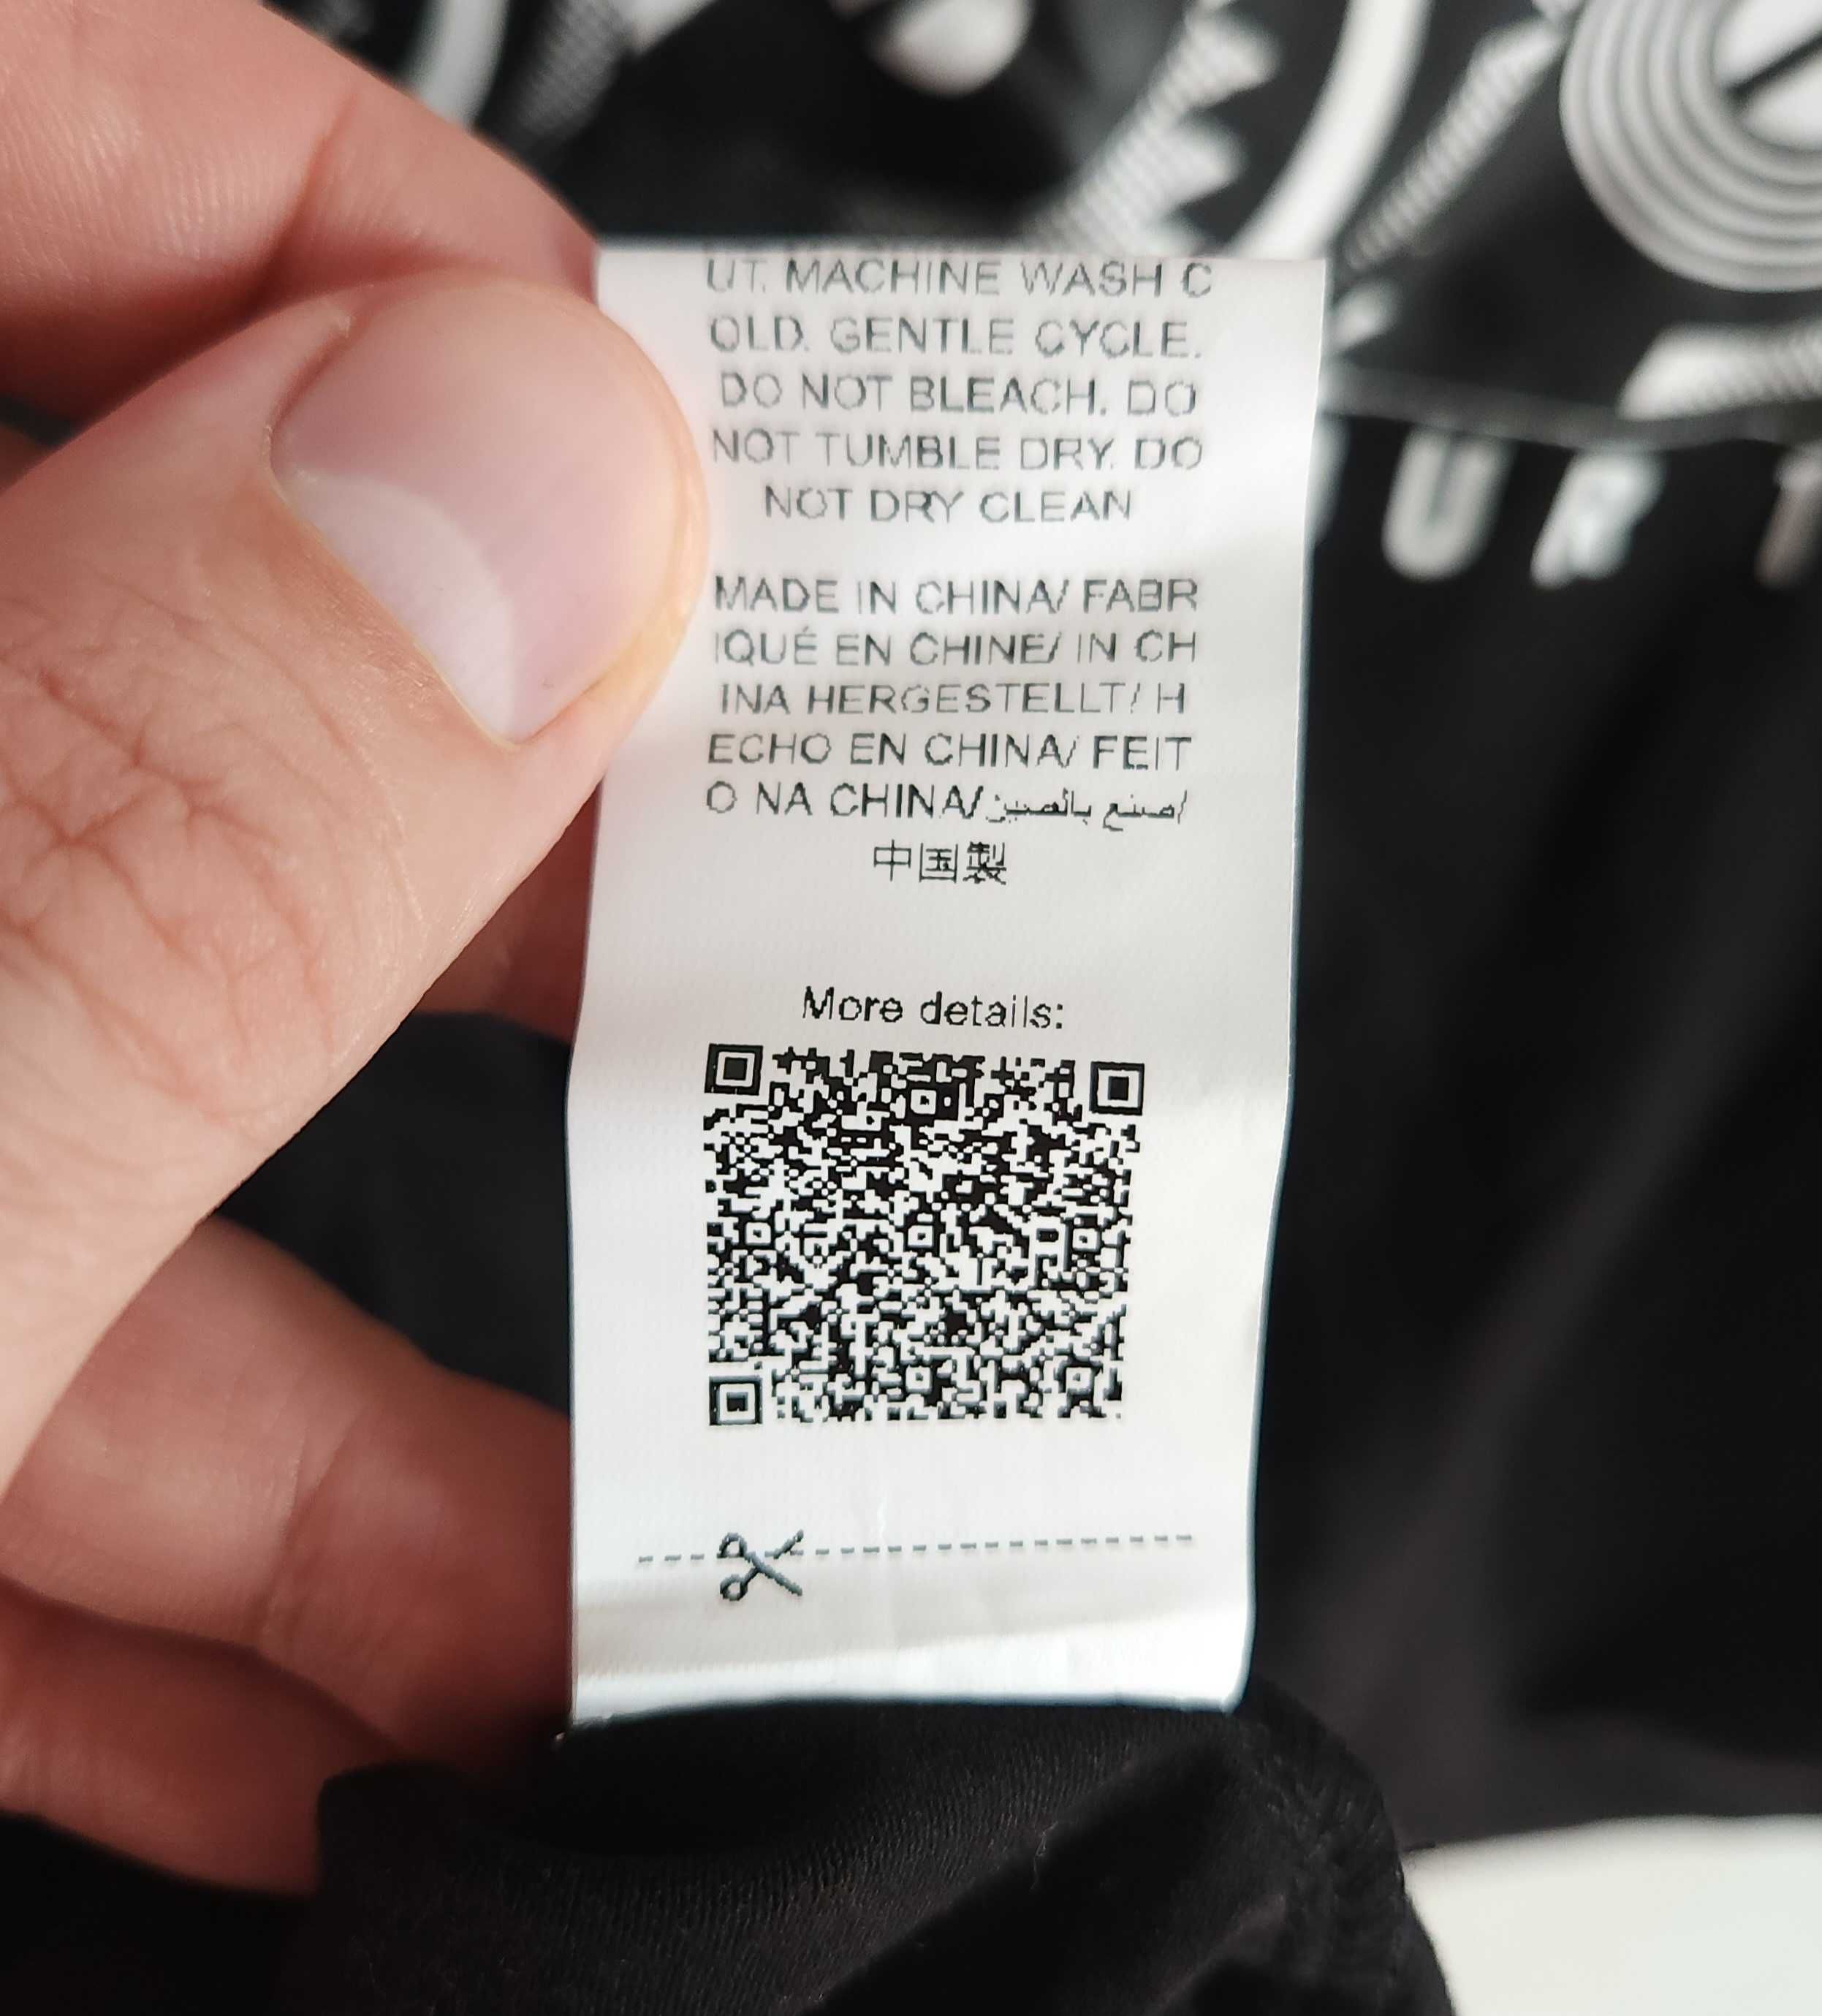 UT. MACHINE WASH C
OLD. GENTLE CYCLE.
DO NOT BLEACH. DO
NOT TUMBLE DRY. DO
NOT DRY CLEAN
MADE IN CHINA/ FABR
IQUÉ EN CHINE/ IN CH
INA HERGESTELLT/ H
ECHO EN CHINA/ FEIT
O NA CHINA/صنع بالصين/
中国製
More details:
UR